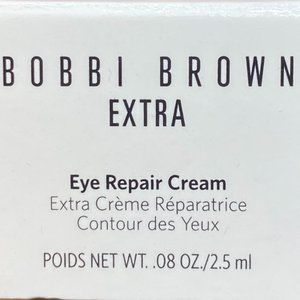 BOBBI BROWN
EXTRA
Eye Repair Cream
Extra Crème Réparatrice
Contour des Yeux
POIDS NET WT. .08 OZ./2.5 ml